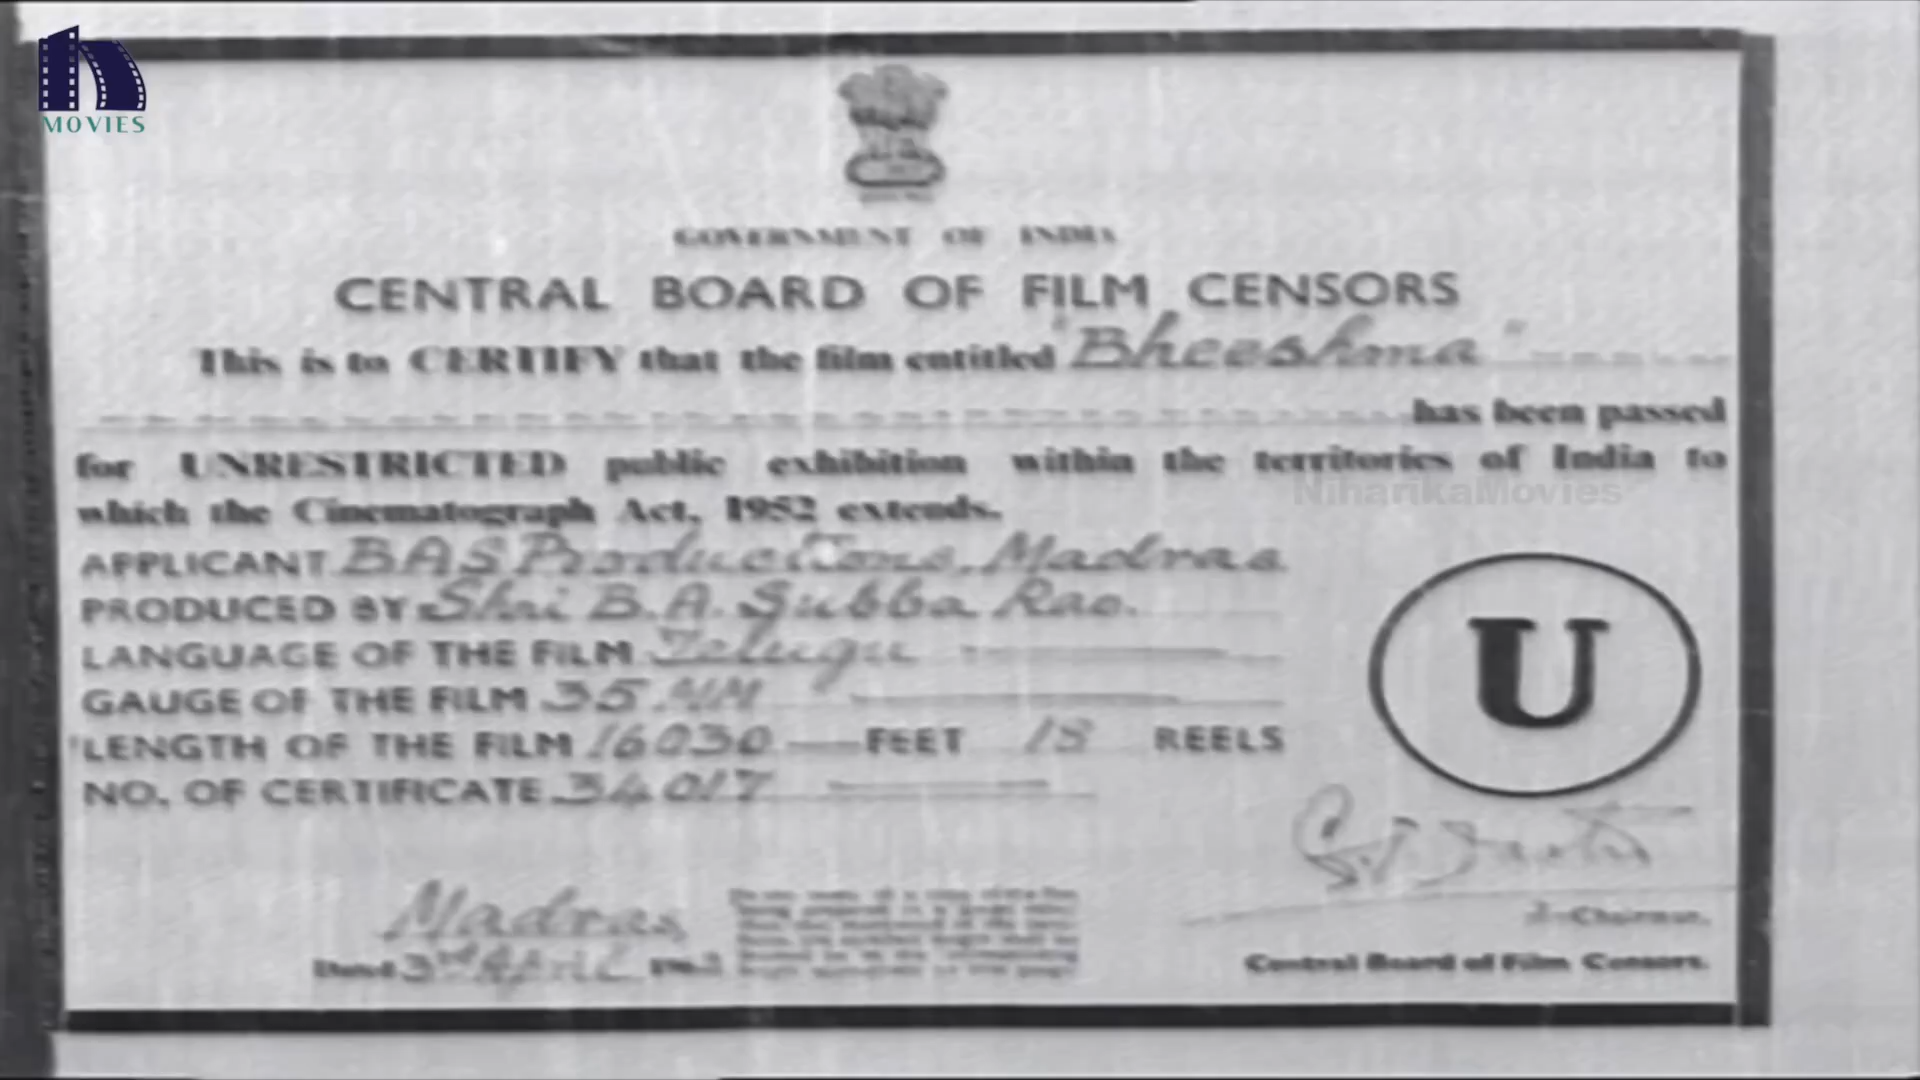 MOVIES
GOVERNMENT OF INDIA
CENTRAL BOARD OF FILM CENSORS
This is to CERTIFY that the film entitled "Bheeshma"
has been passed
for UNRESTRICTED public exhibition within the territories of India to
NiharikaMovies
which the Cinematograph Act, 1952 extends.
APPLICANT BAS Productions, Madras
PRODUCED BY Shri B.A. Subba Rao.
LANGUAGE OF THE FILM Telugu
GAUGE OF THE FILM 35 MM
LENGTH OF THE FILM 16030 FEET 18 REELS
NO. OF CERTIFICATE 34017
U
Madras
Dated 3rd April
Chairman,
Central Board of Film Censors.